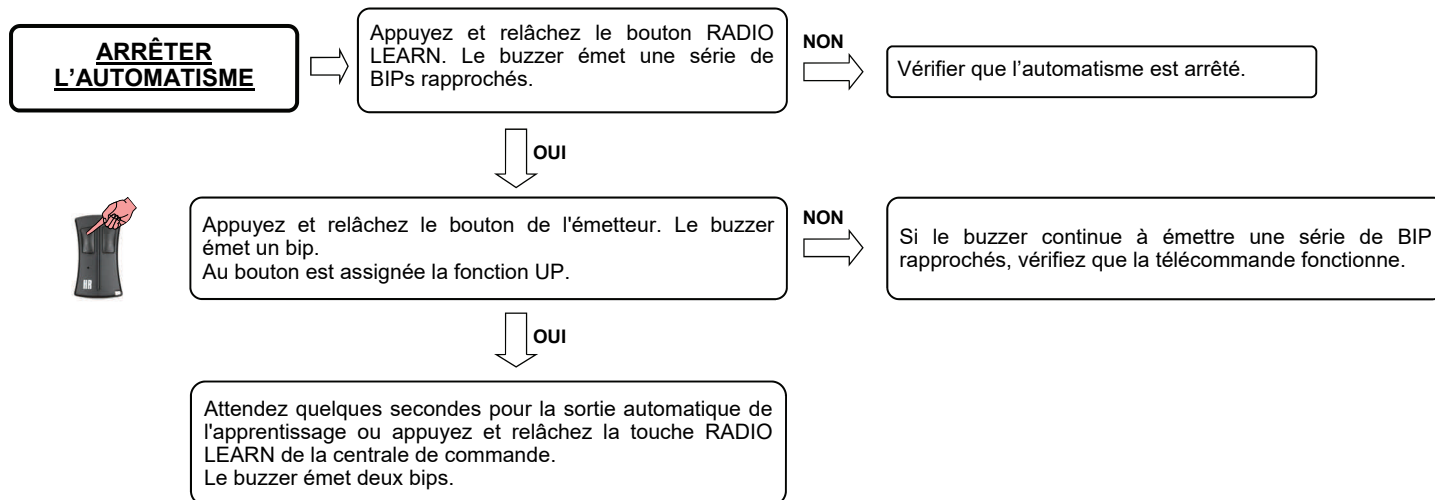 ARRÊTER
L’AUTOMATISME
Appuyez et relâchez le bouton RADIO
LEARN. Le buzzer émet une série de
BIPs rapprochés.
NON
Vérifier que l’automatisme est arrêté.
OUI
HR
Appuyez et relâchez le bouton de l'émetteur. Le buzzer
émet un bip.
Au bouton est assignée la fonction UP.
NON
Si le buzzer continue à émettre une série de BIP
rapprochés, vérifiez que la télécommande fonctionne.
OUI
Attendez quelques secondes pour la sortie automatique de
l'apprentissage ou appuyez et relâchez la touche RADIO
LEARN de la centrale de commande.
Le buzzer émet deux bips.